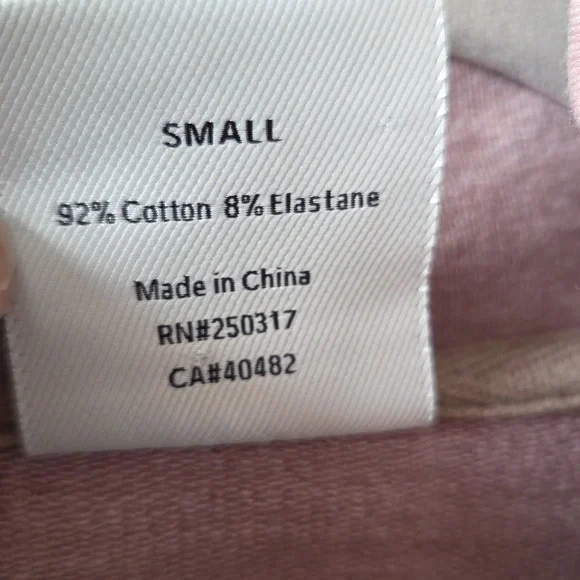 SMALL
92% Cotton 8% Elastane
Made in China
RN#250317
CA#40482